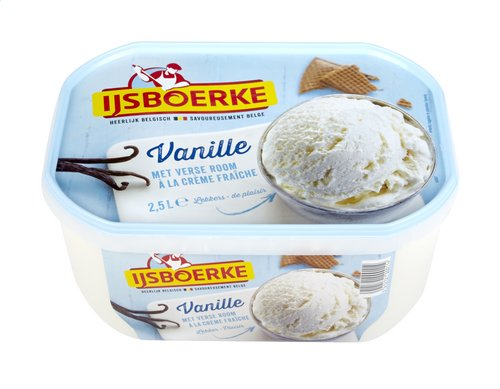 IJSBOERKE
HEERLIJK BELGISCH SAVOUREUSEMENT BELGE
Vanille
MET VERSE ROOM
À LA CRÈME FRAÎCHE
2,5 L e Lekkers - de plaisir
IJSBOERKE
HEERLIJK BELGISCH SAVOUREUSEMENT BELGE
Vanille
MET VERSE ROOM
À LA CRÈME FRAÎCHE
Lekkers - Plaisir